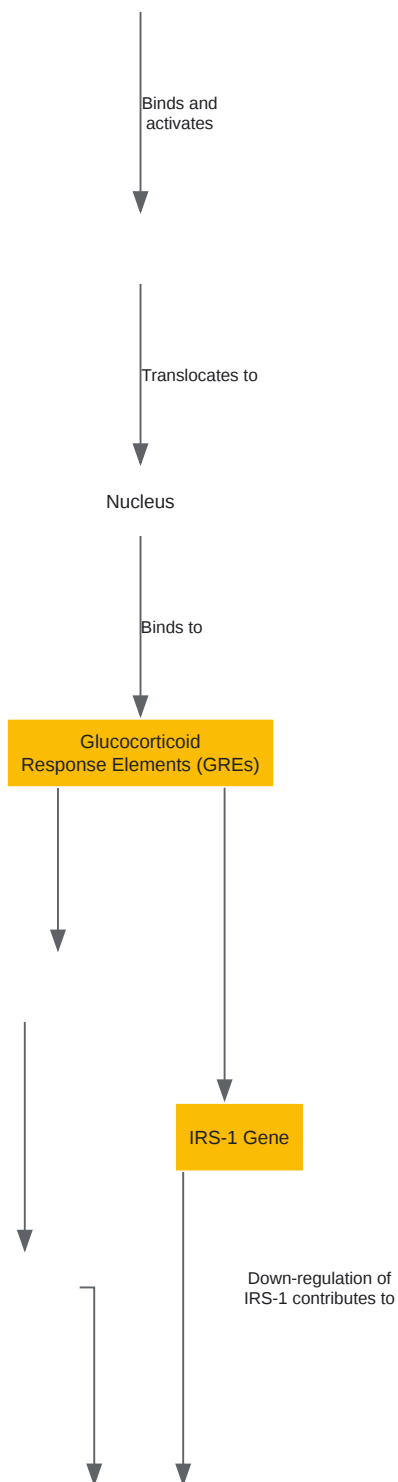 Binds and
activates
Translocates to
Nucleus
Binds to
Glucocorticoid
Response Elements (GREs)
IRS-1 Gene
Down-regulation of
IRS-1 contributes to